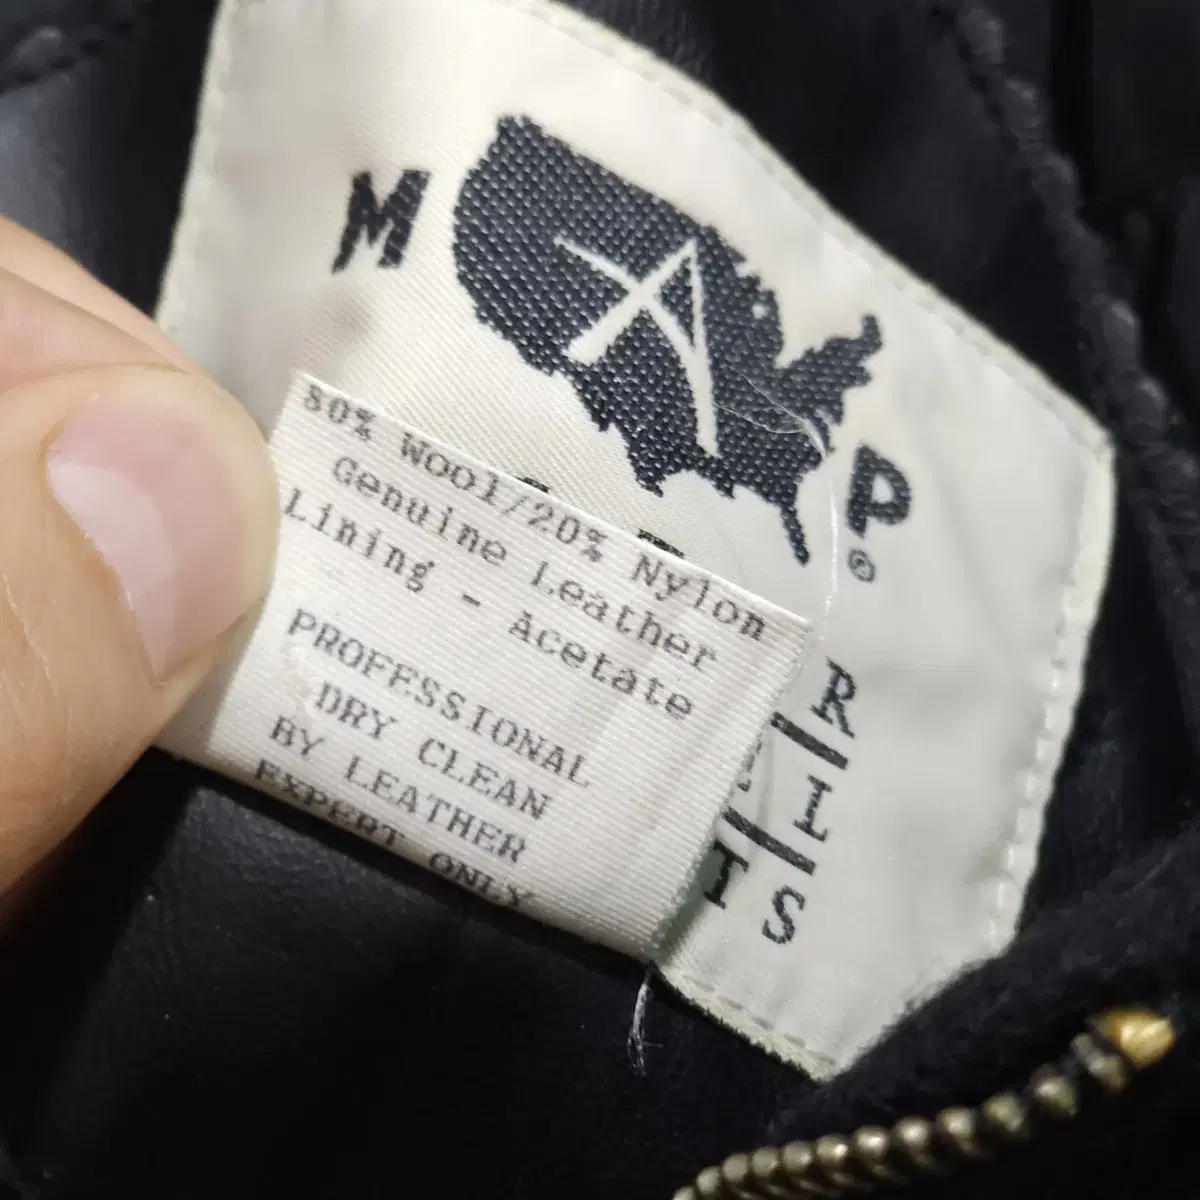 M A P ®
80% Wool/20% Nylon
Genuine Leather
Lining - Acetate
PROFESSIONAL
DRY CLEAN
BY LEATHER
EXPERT ONLY
R
I
I S